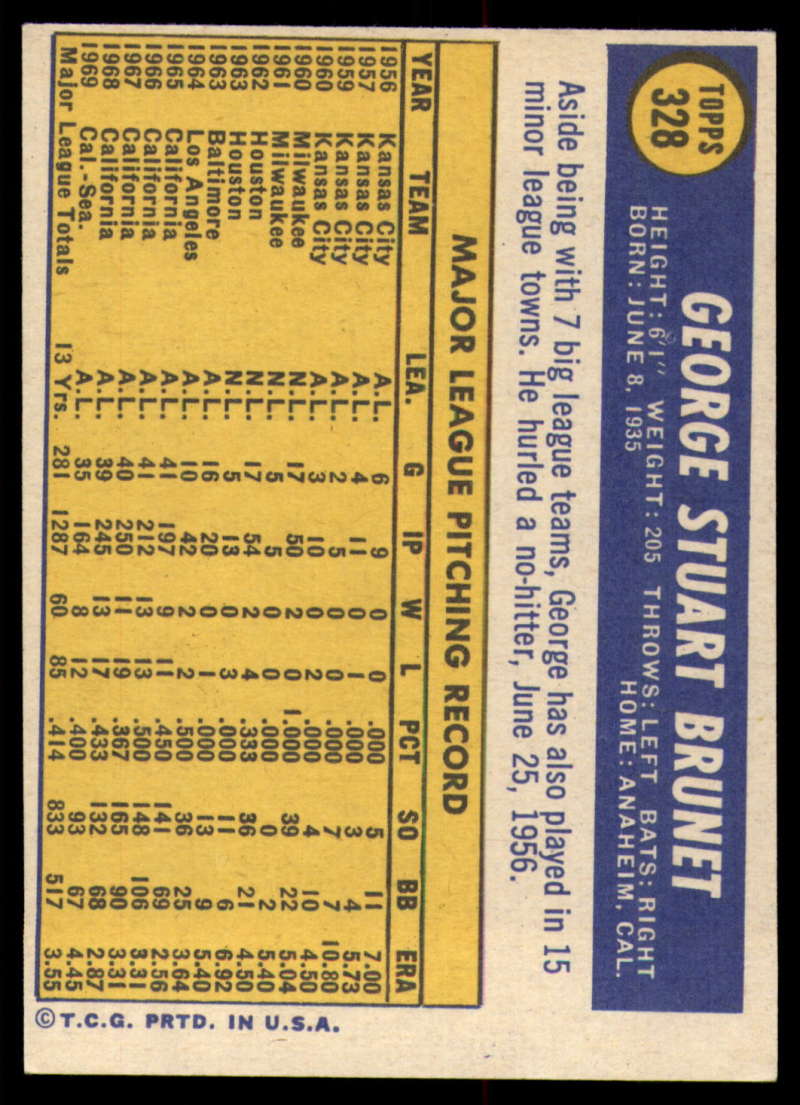 TOPPS
328
GEORGE STUART BRUNET
HEIGHT: 6'1" WEIGHT: 205 THROWS: LEFT BATS: RIGHT
BORN: JUNE 8, 1935 HOME: ANAHEIM, CAL.
Aside being with 7 big league teams, George has also played in 15
minor league towns. He hurled a no-hitter, June 25, 1956.
MAJOR LEAGUE PITCHING RECORD
YEAR TEAM LEA. G IP W L PCT SO BB ERA
1956 Kansas City A.L. 6 9 0 0 .000 5 11 7.00
1957 Kansas City A.L. 4 11 0 1 .000 3 4 5.73
1959 Kansas City A.L. 2 5 0 0 .000 7 7 10.80
1960 Kansas City A.L. 3 10 0 2 .000 4 10 4.50
1960 Milwaukee N.L. 17 50 2 0 1.000 39 22 5.04
1961 Milwaukee N.L. 5 5 0 0 .000 0 2 5.40
1962 Houston N.L. 17 54 2 4 .333 36 21 4.50
1963 Houston N.L. 5 13 0 3 .000 11 6 6.92
1963 Baltimore A.L. 16 20 0 1 .000 13 9 5.40
1964 Los Angeles A.L. 10 42 2 2 .500 36 25 3.64
1965 California A.L. 41 197 9 11 .450 141 69 2.56
1966 California A.L. 41 212 13 13 .500 148 106 3.31
1967 California A.L. 40 250 11 19 .367 165 90 3.31
1968 California A.L. 39 245 13 17 .433 132 68 2.87
1969 Cal.-Sea. A.L. 35 164 8 12 .400 93 67 4.45
Major League Totals 13 Yrs. 281 1287 60 85 .414 833 517 3.55
© T.C.G. PRTD. IN U.S.A.